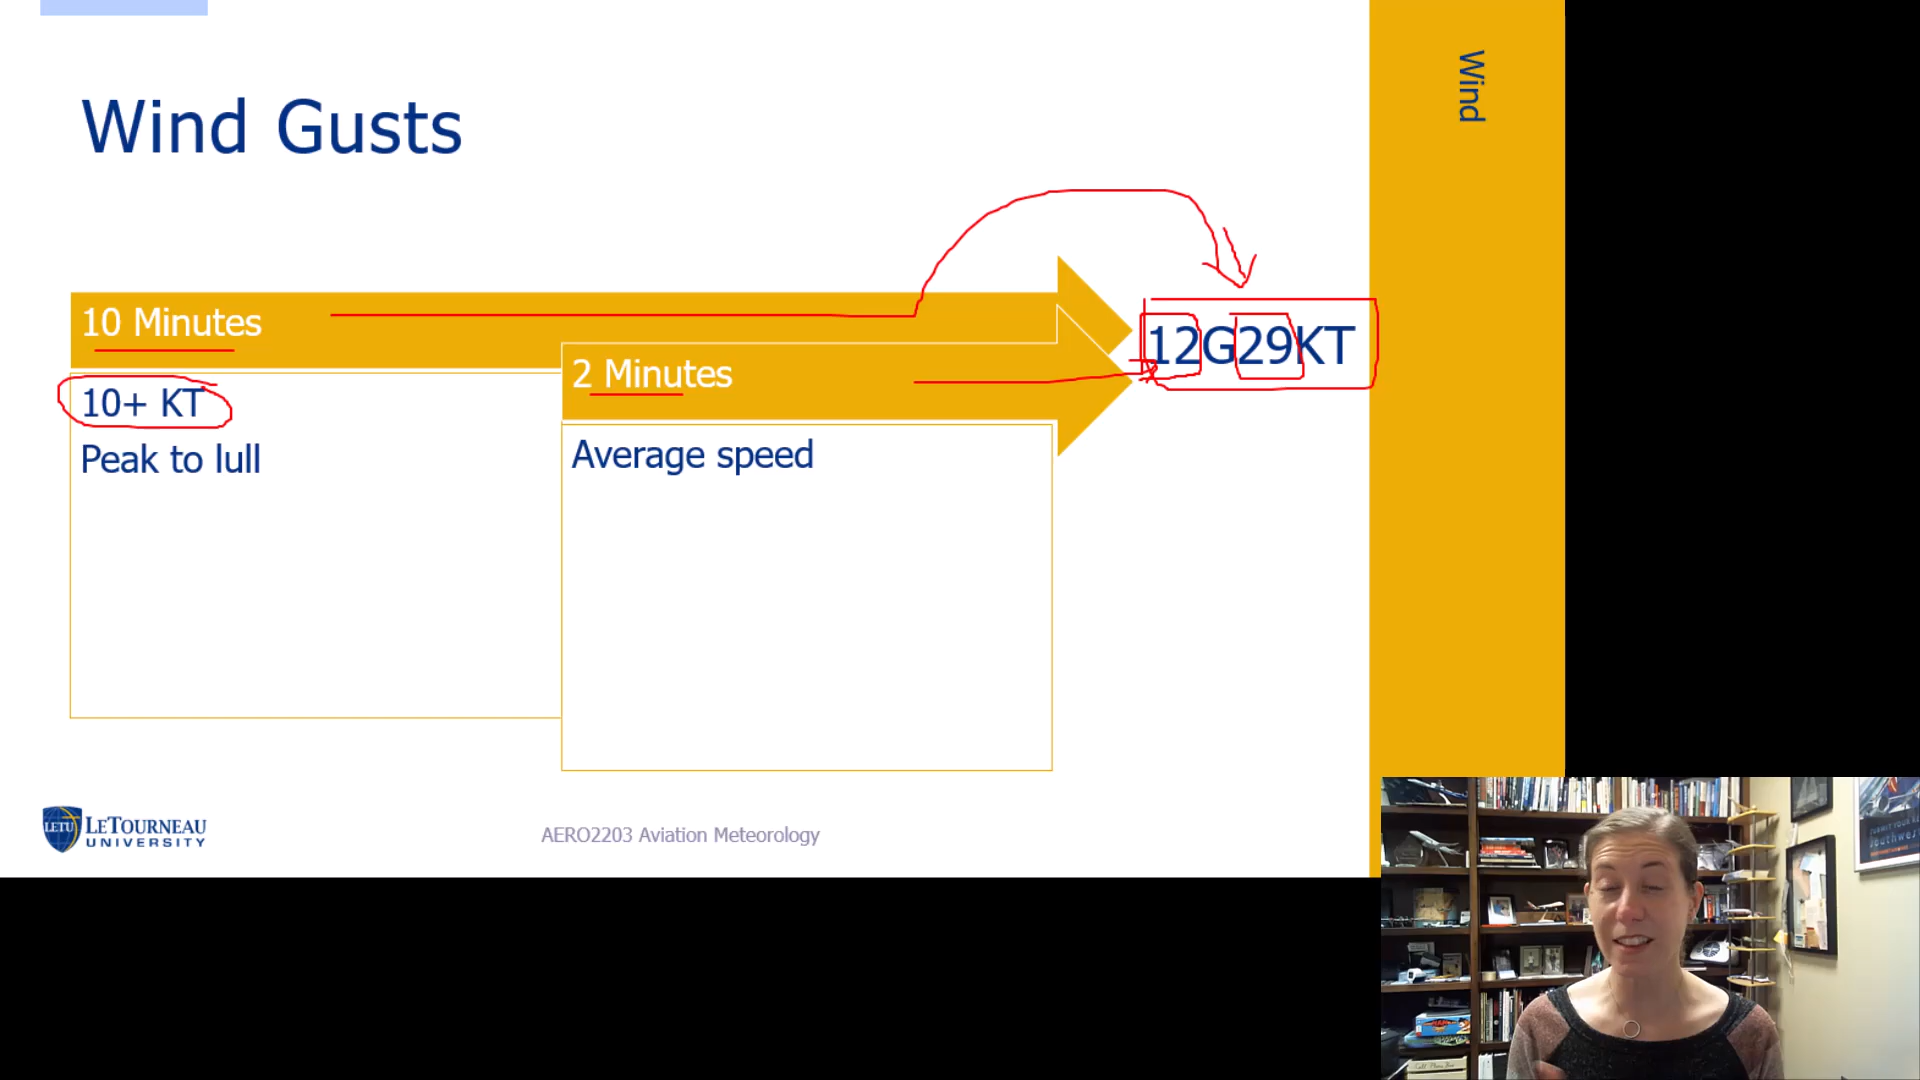 Wind Gusts
Wind
10 Minutes
12G29KT
2 Minutes
10+ KT
Peak to lull
Average speed
LETU
LETOURNEAU
UNIVERSITY
AERO2203 Aviation Meteorology